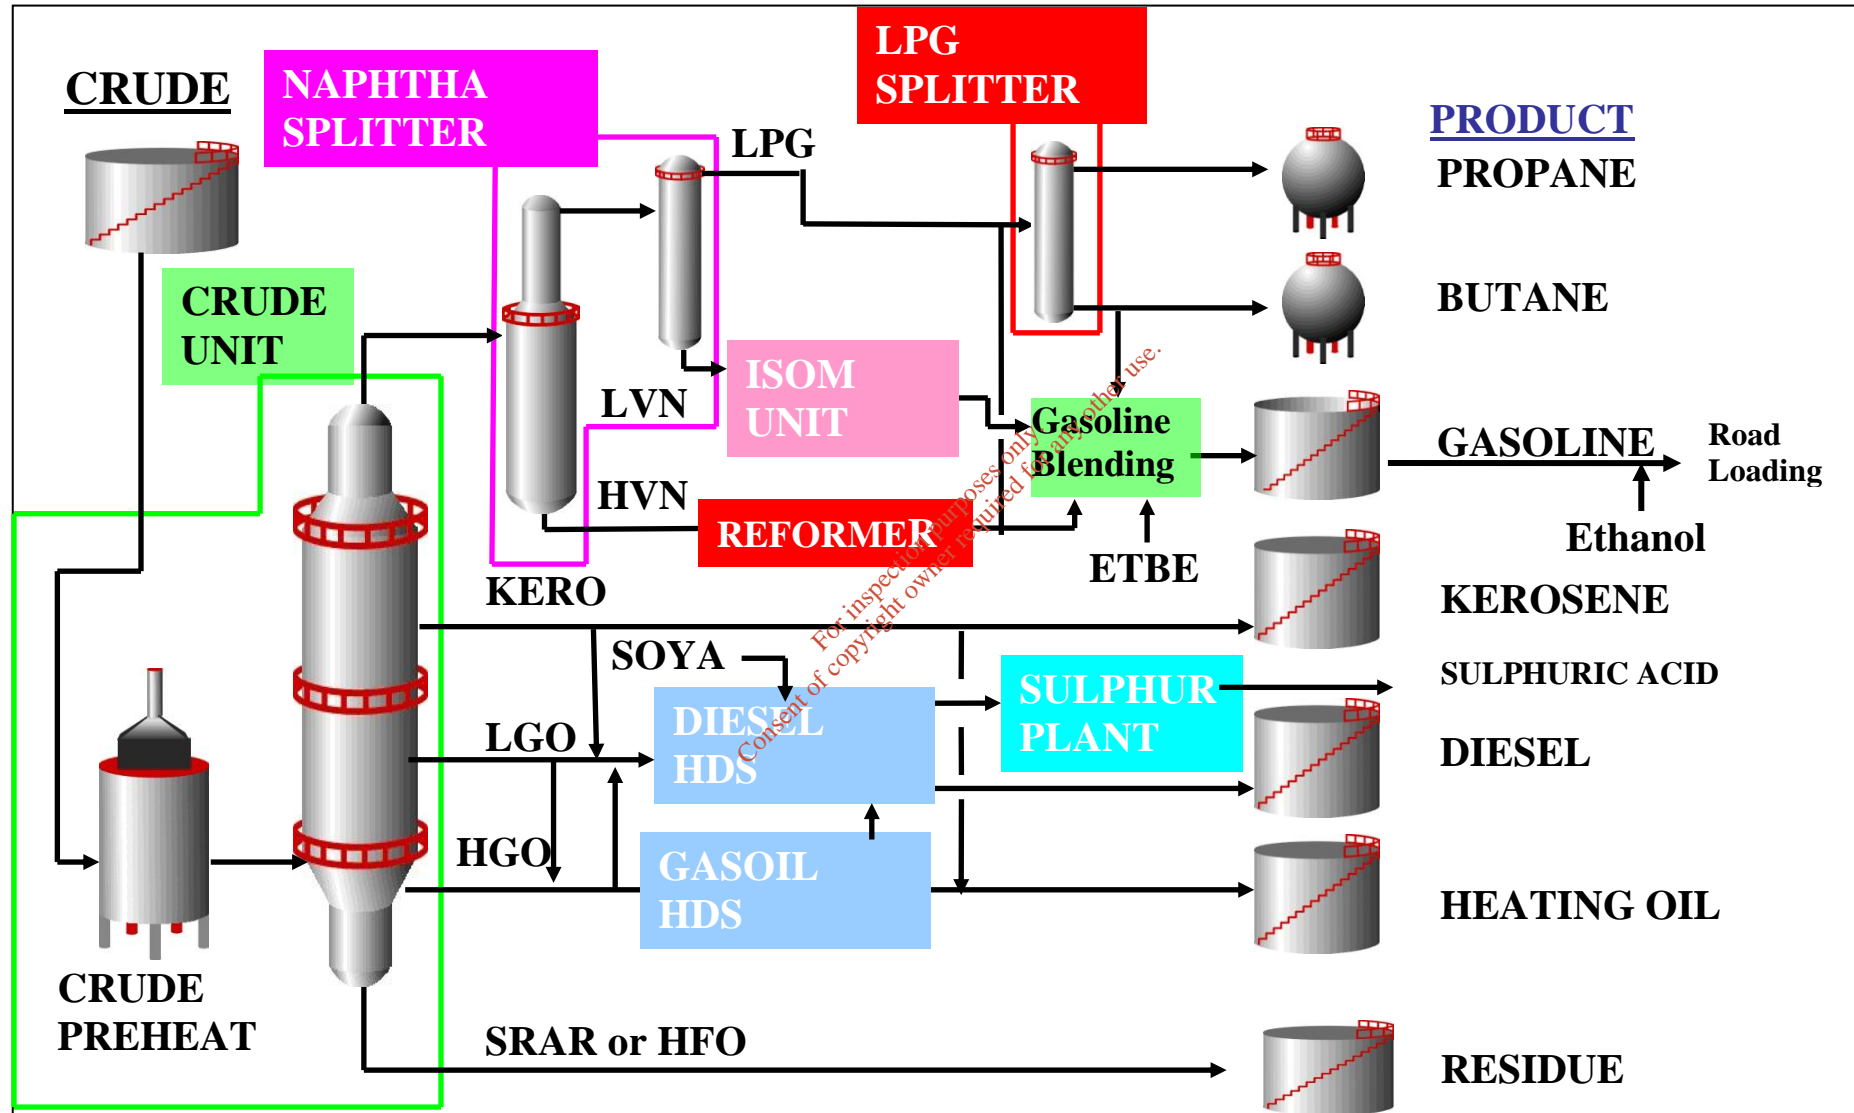 CRUDE
NAPHTHA
SPLITTER
LPG
SPLITTER
LPG
PRODUCT
PROPANE
BUTANE
CRUDE
UNIT
ISOM
UNIT
LVN
Gasoline
Blending
GASOLINE
Road
Loading
HVN
REFORMER
ETBE
Ethanol
KERO
KEROSENE
SOYA
SULPHUR
PLANT
SULPHURIC ACID
LGO
DIESEL
HDS
DIESEL
HGO
GASOIL
HDS
HEATING OIL
CRUDE
PREHEAT
SRAR or HFO
RESIDUE
For inspection purposes only.
Consent of copyright owner required for any other use.